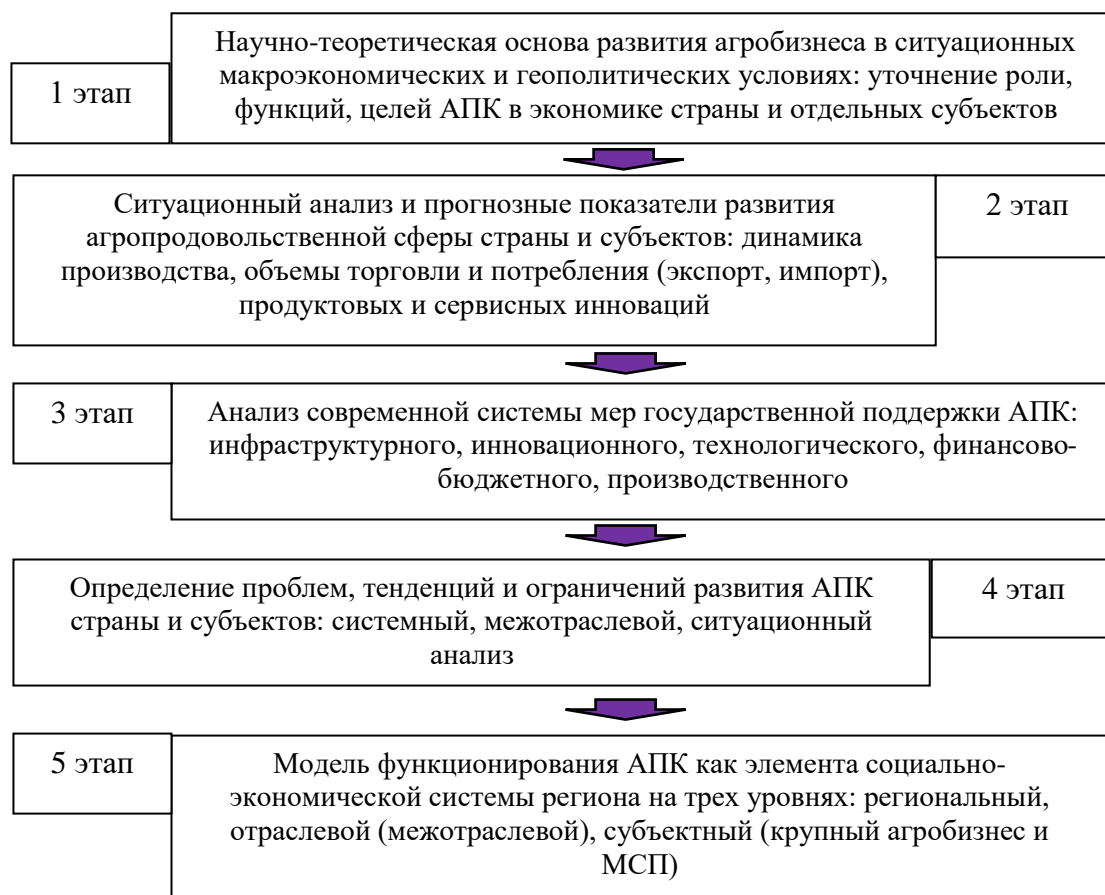 1 этап
Научно-теоретическая основа развития агробизнеса в ситуационных
макроэкономических и геополитических условиях: уточнение роли,
функций, целей АПК в экономике страны и отдельных субъектов
Ситуационный анализ и прогнозные показатели развития
агропродовольственной сферы страны и субъектов: динамика
производства, объемы торговли и потребления (экспорт, импорт),
продуктовых и сервисных инноваций
2 этап
3 этап
Анализ современной системы мер государственной поддержки АПК:
инфраструктурного, инновационного, технологического, финансово-
бюджетного, производственного
Определение проблем, тенденций и ограничений развития АПК
страны и субъектов: системный, межотраслевой, ситуационный
анализ
4 этап
5 этап
Модель функционирования АПК как элемента социально-
экономической системы региона на трех уровнях: региональный,
отраслевой (межотраслевой), субъектный (крупный агробизнес и
МСП)